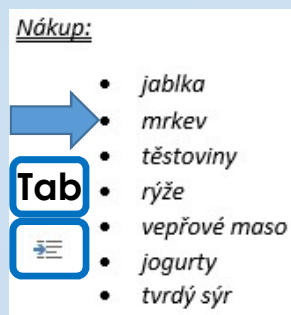 Nákup:
• jablka
• mrkev
• těstoviny
Tab • rýže
• vepřové maso
• jogurty
• tvrdý sýr